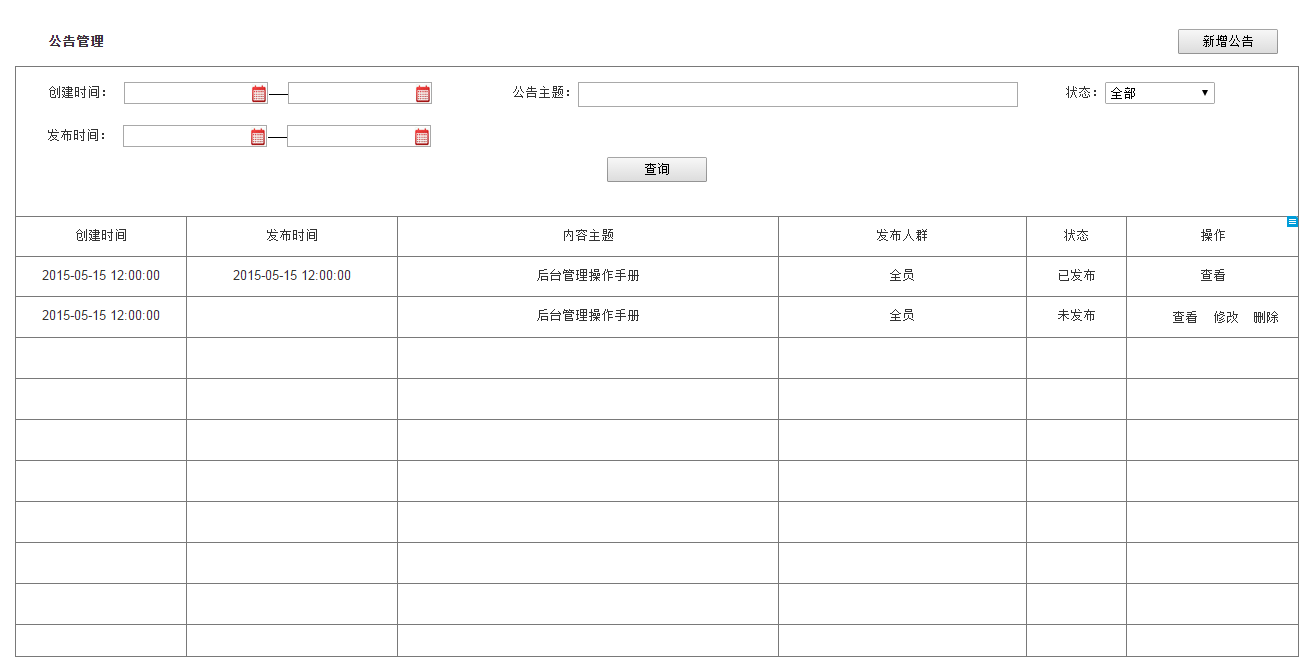 公告管理 新增公告
创建时间： 公告主题： 状态： 全部
发布时间：
查询
创建时间 发布时间 内容主题 发布人群 状态 操作
2015-05-15 12:00:00 2015-05-15 12:00:00 后台管理操作手册 全员 已发布 查看
2015-05-15 12:00:00 后台管理操作手册 全员 未发布 查看 修改 删除